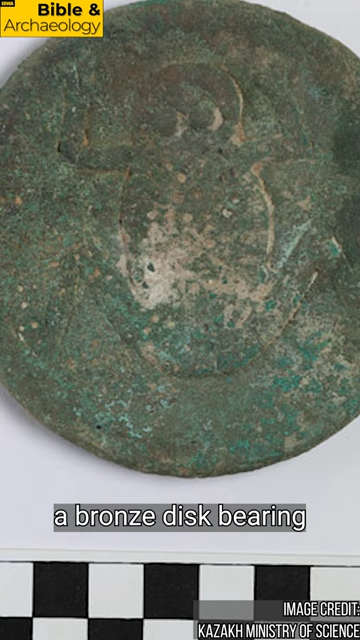 Bible &
Archaeology
a bronze disk bearing
IMAGE CREDIT:
KAZAKH MINISTRY OF SCIENCE